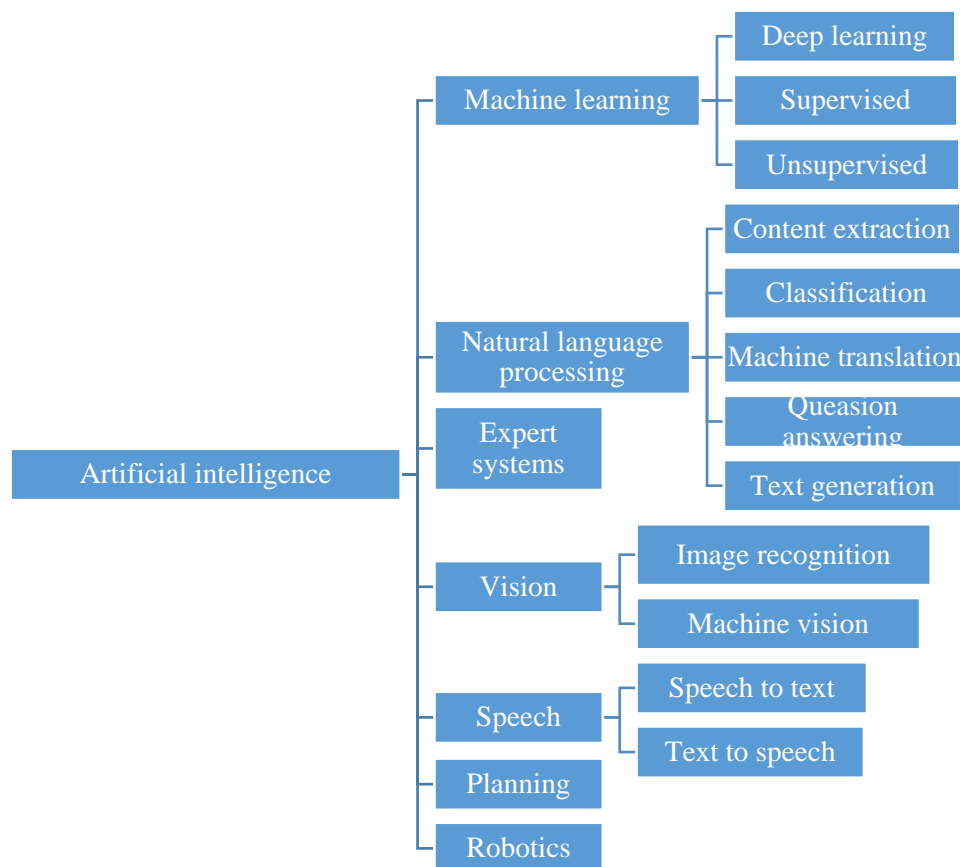 Artificial intelligence
Machine learning
Deep learning
Supervised
Unsupervised
Natural language
processing
Content extraction
Classification
Machine translation
Queasion
answering
Text generation
Expert
systems
Vision
Image recognition
Machine vision
Speech
Speech to text
Text to speech
Planning
Robotics